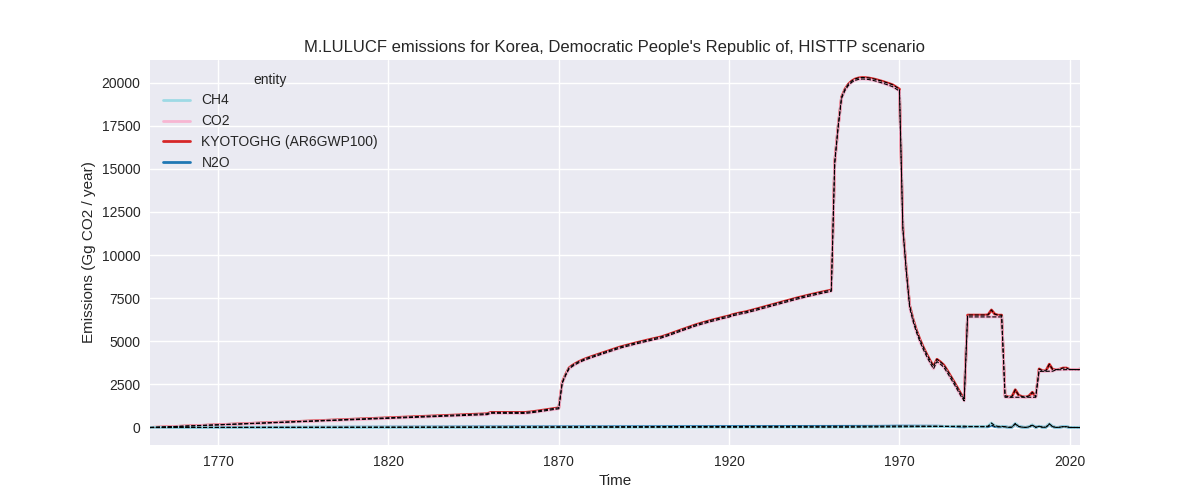 M.LULUCF emissions for Korea, Democratic People's Republic of, HISTTP scenario
entity
CH4
CO2
KYOTOGHG (AR6GWP100)
N2O
Emissions (Gg CO2 / year)
20000
17500
15000
12500
10000
7500
5000
2500
0
1770 1820 1870 1920 1970 2020
Time